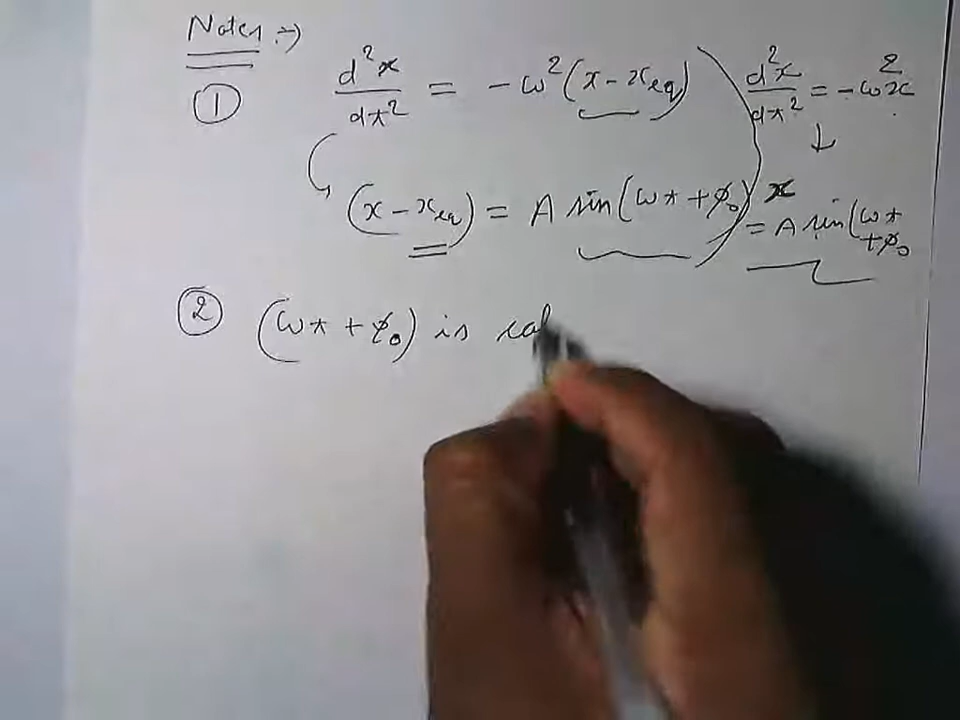 Notes :-)
① d²x/dt² = -ω²(x - x_eq) d²x/dt² = -ω²x
↓
(x - x_eq) = A sin(ωt + φ₀) x = A sin(ωt + φ₀
② (ωt + φ₀) is cal